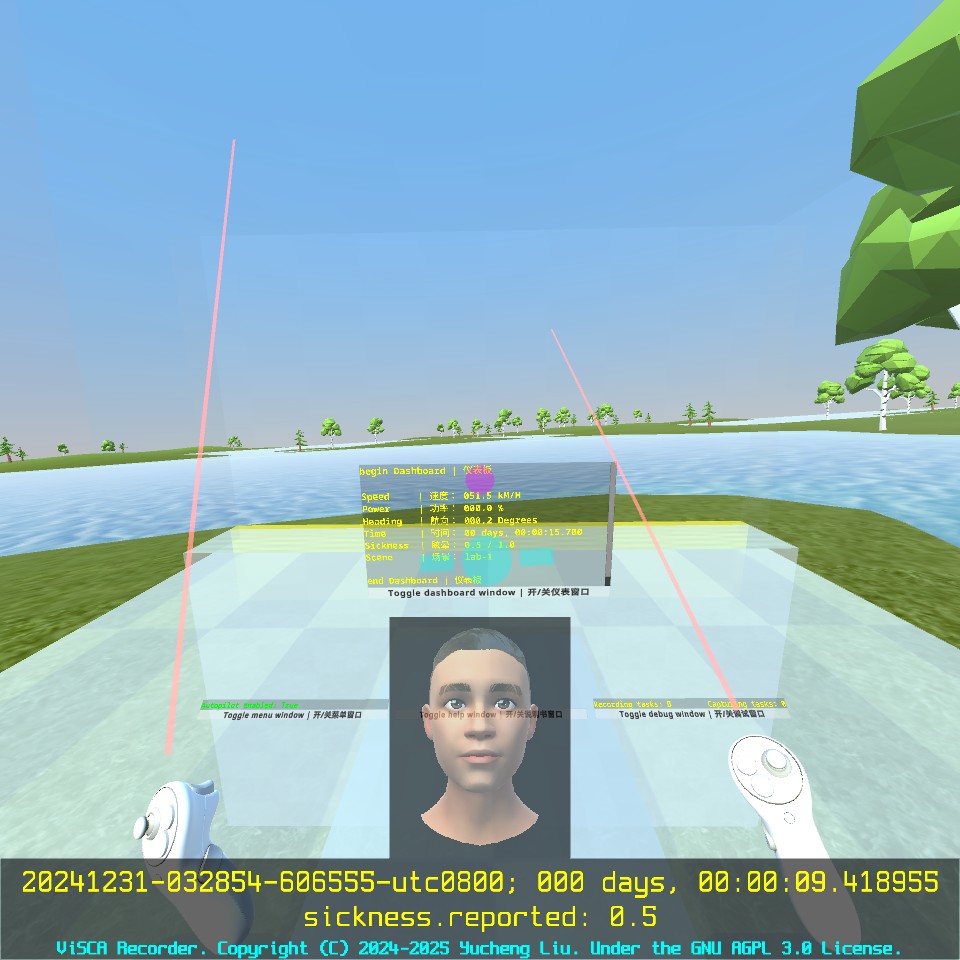 begin Dashboard | 仪表板
Speed | 速度: 051.5 kM/H
Power | 功率: 000.0 %
Heading | 航向: 000.2 Degrees
Time | 时间: 00 days, 00:00:15.700
Sickness | 眩晕: 0.5 / 1.0
Scene | 场景: lab-1
end Dashboard | 仪表板
Toggle dashboard window | 开/关仪表窗口
Autopilot enabled: True
Toggle menu window | 开/关菜单窗口
Toggle help window | 开/关说明书窗口
Recording tasks: 0 Capturing tasks: 0
Toggle debug window | 开/关调试窗口
20241231-032854-606555-utc0800; 000 days, 00:00:09.418955
sickness.reported: 0.5
ViSCA Recorder. Copyright (C) 2024-2025 Yucheng Liu. Under the GNU AGPL 3.0 License.